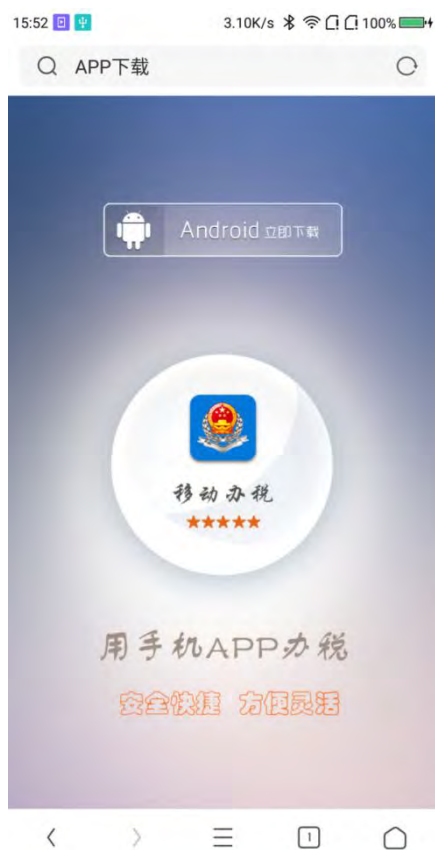 15:52 3.10K/s 100%
APP下载
Android 立即下载
移动办税
用手机APP办税
安全快捷 方便灵活
1